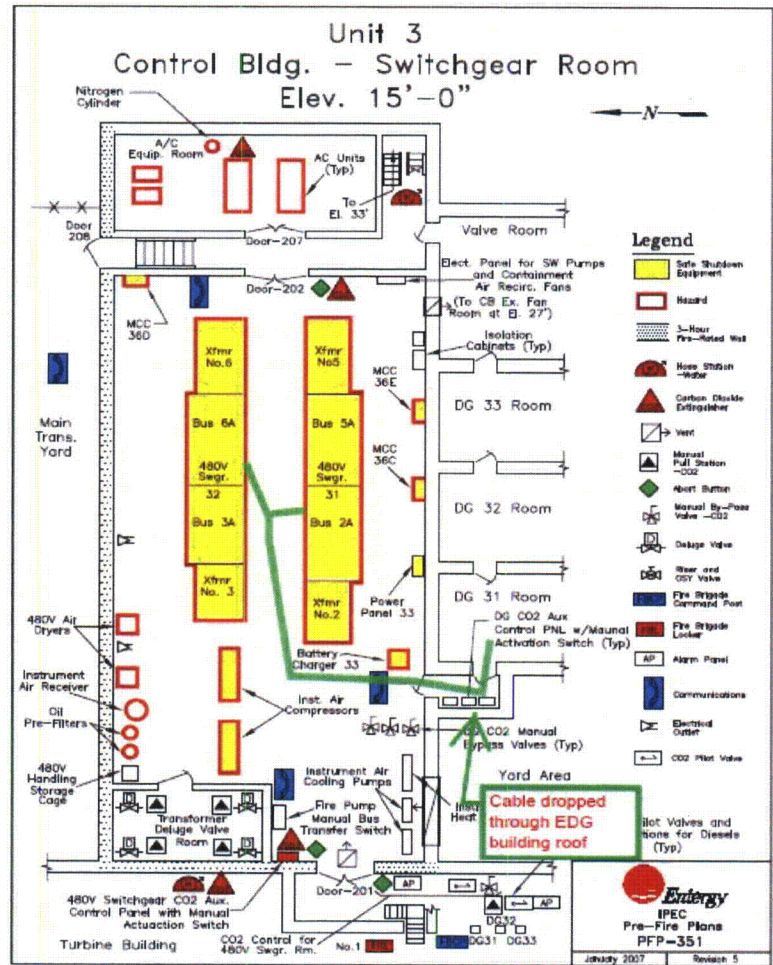 Unit 3
Control Bldg. - Switchgear Room
Elev. 15'-0"
N
Nitrogen
Cylinder
A/C
Equip. Room
AC Units
(Typ)
To
El. 33'
Valve Room
Door
208
Door-207
Door-202
MCC
36D
Elect. Panel for SW Pumps
and Containment
Air Recirc. Fans
(To CB Ex. Fan
Room at El. 27')
Isolation
Cabinets (Typ)
Xfmr
No.6
Xfmr
No5
MCC
36E
DG 33 Room
Main
Trans.
Yard
Bus 6A
Bus 5A
480V
Swgr.
480V
Swgr.
MCC
36C
32
31
Bus 3A
Bus 2A
DG 32 Room
Xfmr
No. 3
Xfmr
No.2
Power
Panel 33
DG 31 Room
480V Air
Dryers
Battery
Charger 33
DG CO2 Aux
Control PNL w/Maunal
Activation Switch (Typ)
Instrument
Air Receiver
Oil
Pre-Filters
Inst. Air
Compressors
CO2 Manual
Bypass Valves (Typ)
480V
Handling
Storage
Cage
Instrument Air
Cooling Pumps
Yard Area
Fire Pump
Manual Bus
Transfer Switch
Heat
Transformer
Deluge Valve
Room
Cable dropped
through EDG
building roof
ilot Valves and
tions for Diesels
(Typ)
Door-201
AP
AP
480V Switchgear CO2 Aux.
Control Panel with Manual
Actuaction Switch
DG32
Turbine Building
CO2 Control for
480V Swgr. Rm.
No.1
DG31
DG33
Legend
Safe Shutdown
Equipment
Hazard
3-Hour
Fire-Rated Wall
Hose Station
-Water
Carbon Dioxide
Extinguisher
Vent
Manual
Pull Station
-CO2
Abort Button
Manual By-Pass
Valve -CO2
Deluge Valve
Riser and
OSY Valve
Fire Brigade
Command Post
Fire Brigade
Locker
AP
Alarm Panel
Communications
Electrical
Outlet
CO2 Pilot Valve
Entergy
IPEC
Pre-Fire Plans
PFP-351
January 2007
Revision 5